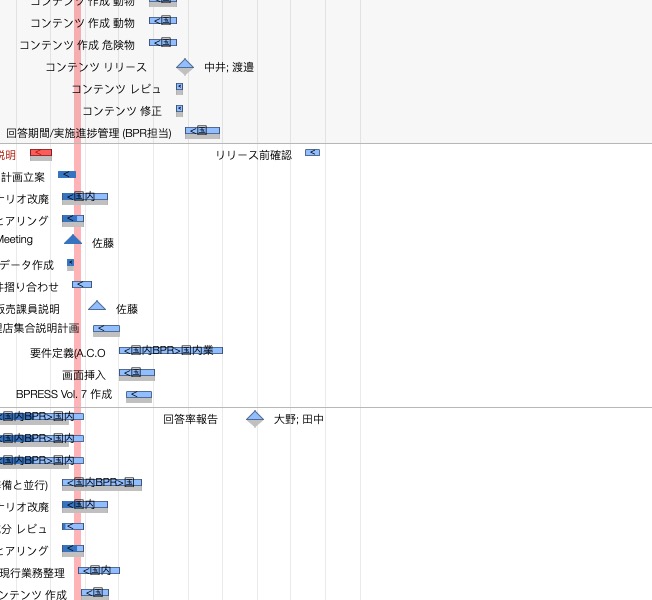 コンテンツ 作成 動物
コンテンツ 作成 動物
<国
コンテンツ 作成 危険物
<国
コンテンツ リリース
中井; 渡邉
コンテンツ レビュ
<
コンテンツ 修正
<
回答期間/実施進捗管理 (BPR担当)
<国
説明
<
リリース前確認
<
計画立案
<
ナリオ改廃
<国内
ヒアリング
<
Meeting
佐藤
データ作成
<
摺り合わせ
<
販売課員説明
佐藤
店集合説明計画
<
要件定義(A.C.O
<国内BPR>国内業
画面挿入
<国
BPRESS Vol. 7 作成
<
<国内BPR>国内
回答率報告
大野; 田中
<国内BPR>国内
<国内BPR>国内
備と並行)
<国内BPR>国
ナリオ改廃
<国内
分 レビュ
<
ヒアリング
<
現行業務整理
<国内
ンテンツ 作成
<国